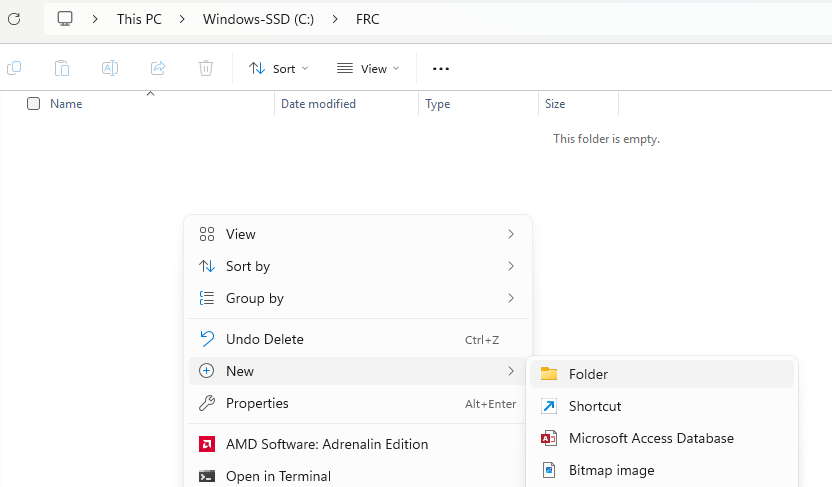 This PC > Windows-SSD (C:) > FRC
Sort View ...
Name Date modified Type Size
This folder is empty.
View
Sort by
Group by
Undo Delete Ctrl+Z
New
Properties Alt+Enter
AMD Software: Adrenalin Edition
Open in Terminal
Folder
Shortcut
Microsoft Access Database
Bitmap image